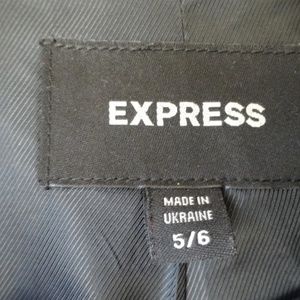 EXPRESS
MADE IN
UKRAINE
5/6